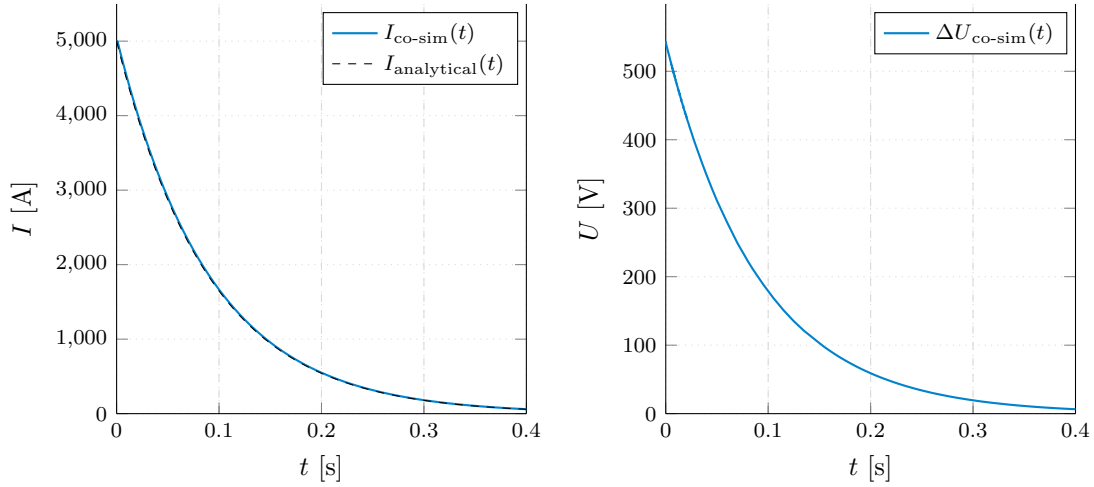 5,000
4,000
3,000
2,000
1,000
0
I [A]
0 0.1 0.2 0.3 0.4
t [s]
I_co-sim(t)
I_analytical(t)
500
400
300
200
100
0
U [V]
0 0.1 0.2 0.3 0.4
t [s]
ΔU_co-sim(t)